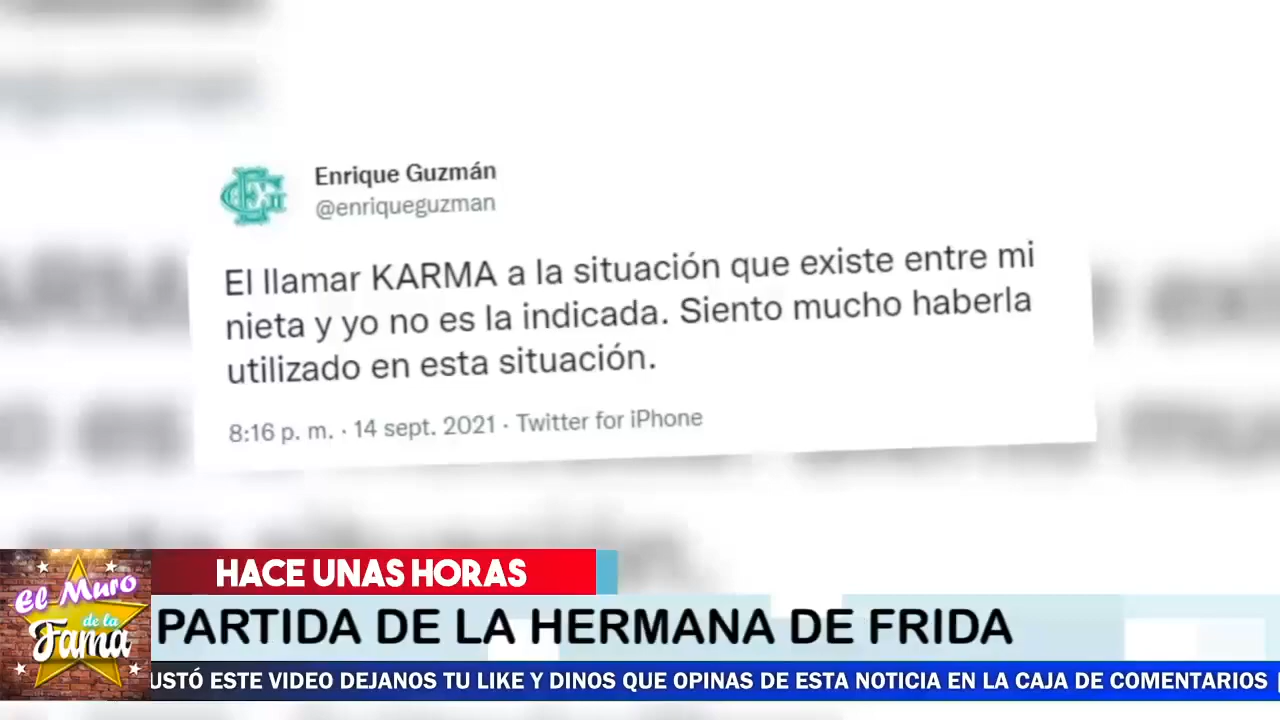 Enrique Guzmán
@enriqueguzman
El llamar KARMA a la situación que existe entre mi
nieta y yo no es la indicada. Siento mucho haberla
utilizado en esta situación.
8:16 p. m. · 14 sept. 2021 · Twitter for iPhone
HACE UNAS HORAS
El Muro
de la
Fama
PARTIDA DE LA HERMANA DE FRIDA
USTÓ ESTE VIDEO DEJANOS TU LIKE Y DINOS QUE OPINAS DE ESTA NOTICIA EN LA CAJA DE COMENTARIOS